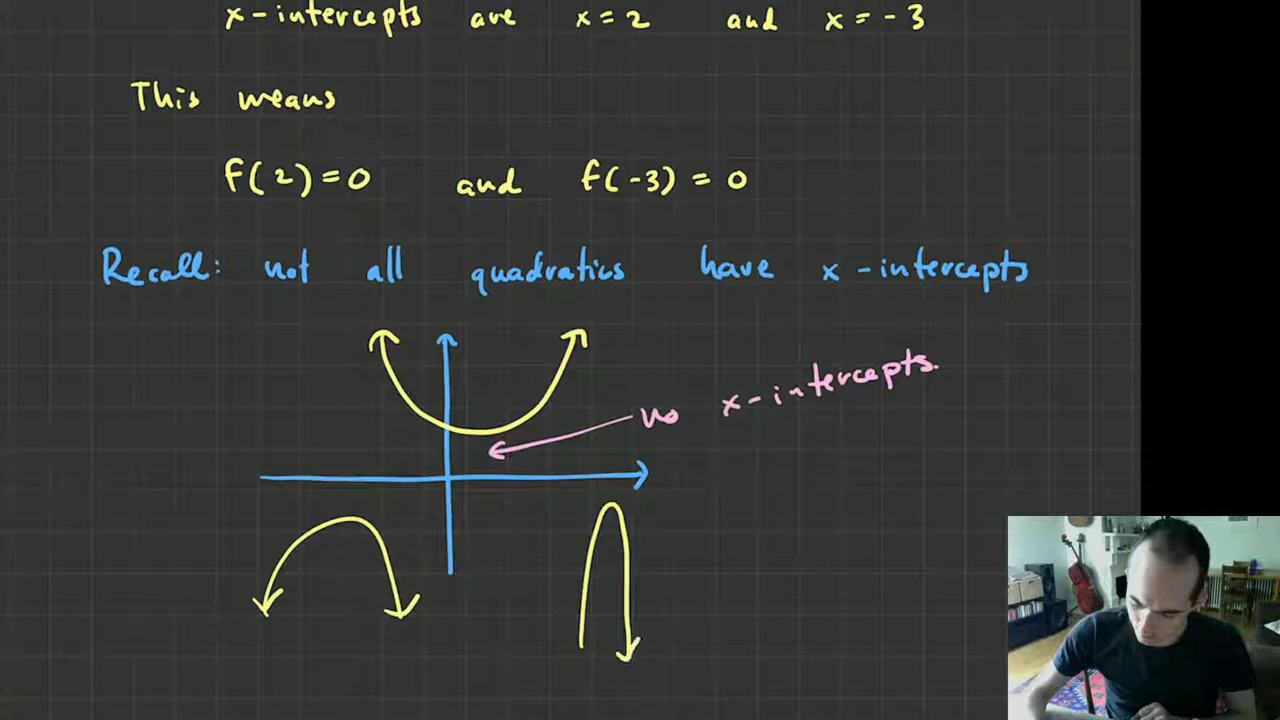 x-intercepts are x=2 and x=-3
This means
f(2)=0 and f(-3)=0
Recall: not all quadratics have x-intercepts
no x-intercepts.